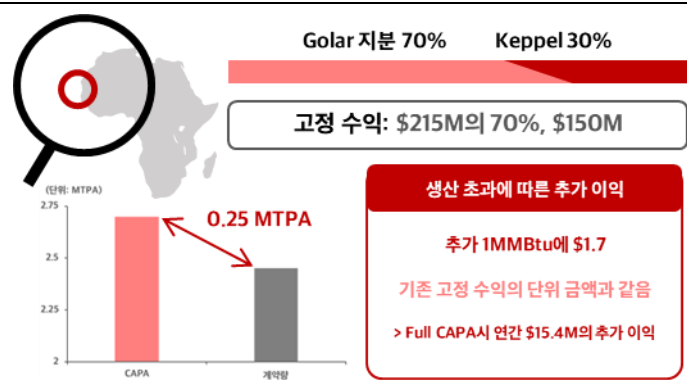 Golar 지분 70% Keppel 30%
고정 수익: $215M의 70%, $150M
(단위: MTPA)
2.75
2.5
2.25
2
0.25 MTPA
CAPA 계약량
생산 초과에 따른 추가 이익
추가 1MMBtu에 $1.7
기존 고정 수익의 단위 금액과 같음
> Full CAPA시 연간 $15.4M의 추가 이익